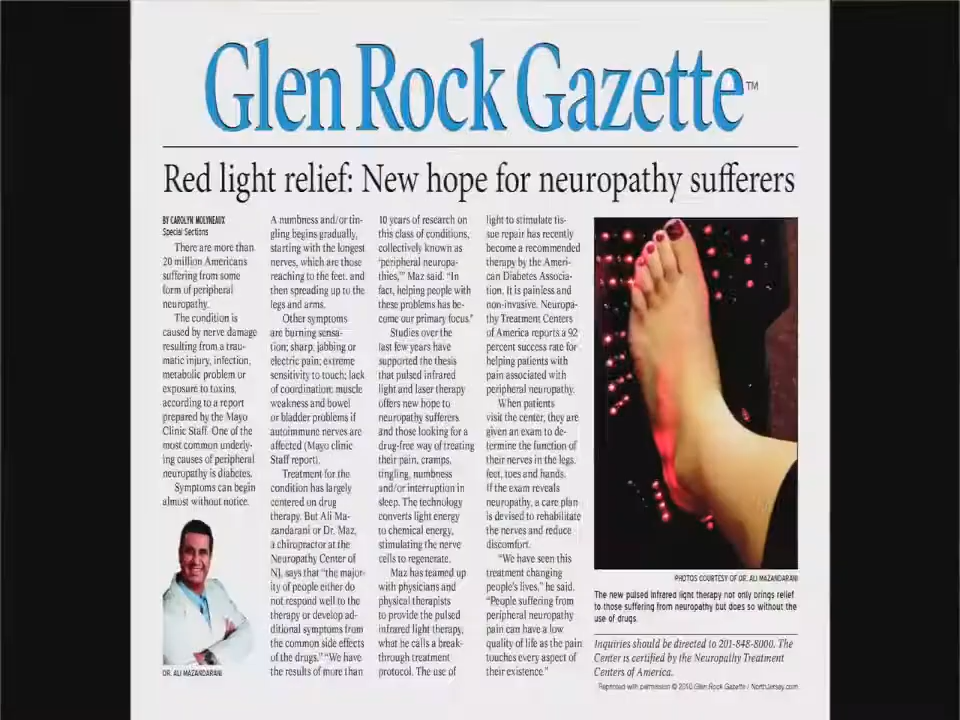 Glen Rock Gazette™
Red light relief: New hope for neuropathy sufferers
BY CAROLYN MOLYNEAUX
Special Sections
There are more than
20 million Americans
suffering from some
form of peripheral
neuropathy.
The condition is
caused by nerve damage
resulting from a trau-
matic injury, infection,
metabolic problem or
exposure to toxins,
according to a report
prepared by the Mayo
Clinic Staff. One of the
most common underly-
ing causes of peripheral
neuropathy is diabetes.
Symptoms can begin
almost without notice.
DR. ALI MAZANDARANI
A numbness and/or tin-
gling begins gradually,
starting with the longest
nerves, which are those
reaching to the feet, and
then spreading up to the
legs and arms.
Other symptoms
are burning sensa-
tion; sharp, jabbing or
electric pain; extreme
sensitivity to touch; lack
of coordination; muscle
weakness and bowel
or bladder problems if
autoimmune nerves are
affected (Mayo clinic
Staff report).
Treatment for the
condition has largely
centered on drug
therapy. But Ali Ma-
zandarani or Dr. Maz,
a chiropractor at the
Neuropathy Center of
NJ, says that "the major-
ity of people either do
not respond well to the
therapy or develop ad-
ditional symptoms from
the common side effects
of the drugs." "We have
the results of more than
10 years of research on
this class of conditions,
collectively known as
'peripheral neuropa-
thies,'" Maz said. "In
fact, helping people with
these problems has be-
come our primary focus."
Studies over the
last few years have
supported the thesis
that pulsed infrared
light and laser therapy
offers new hope to
neuropathy sufferers
and those looking for a
drug-free way of treating
their pain, cramps,
tingling, numbness
and/or interruption in
sleep. The technology
converts light energy
to chemical energy,
stimulating the nerve
cells to regenerate.
Maz has teamed up
with physicians and
physical therapists
to provide the pulsed
infrared light therapy,
what he calls a break-
through treatment
protocol. The use of
light to stimulate tis-
sue repair has recently
become a recommended
therapy by the Ameri-
can Diabetes Associa-
tion. It is painless and
non-invasive. Neuropa-
thy Treatment Centers
of America reports a 92
percent success rate for
helping patients with
pain associated with
peripheral neuropathy.
When patients
visit the center, they are
given an exam to de-
termine the function of
their nerves in the legs,
feet, toes and hands.
If the exam reveals
neuropathy, a care plan
is devised to rehabilitate
the nerves and reduce
discomfort.
"We have seen this
treatment changing
people's lives," he said.
"People suffering from
peripheral neuropathy
pain can have a low
quality of life as the pain
touches every aspect of
their existence."
PHOTOS COURTESY OF DR. ALI MAZANDARANI
The new pulsed infrared light therapy not only brings relief
to those suffering from neuropathy but does so without the
use of drugs.
Inquiries should be directed to 201-848-8000. The
Center is certified by the Neuropathy Treatment
Centers of America.
Reprinted with permission © 2010 Glen Rock Gazette / NorthJersey.com